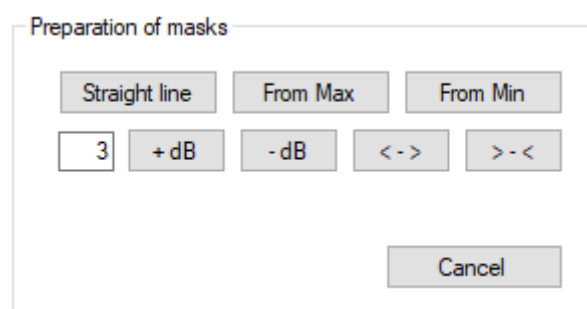 Preparation of masks
Straight line From Max From Min
3 + dB - dB < - > > - <
Cancel